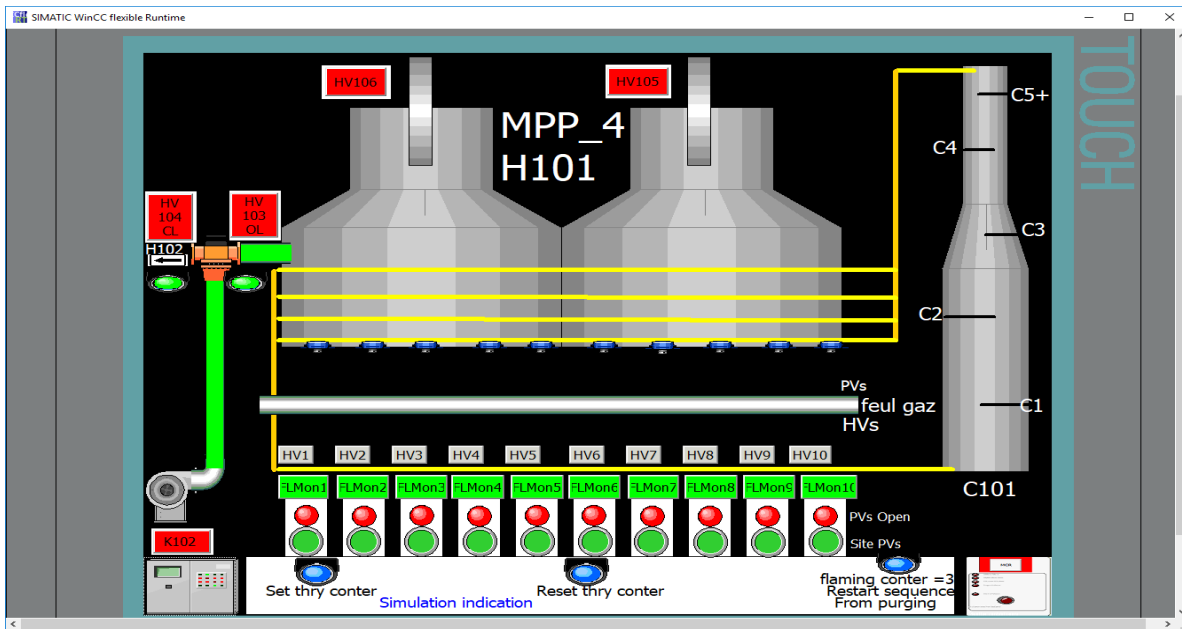 SIMATIC WinCC flexible Runtime
TOUCH
HV106
HV105
MPP_4
H101
C5+
C4
C3
C2
C1
HV
104
CL
HV
103
OL
H102
PVs
feul gaz
HVs
HV1 HV2 HV3 HV4 HV5 HV6 HV7 HV8 HV9 HV10
FLMon1 FLMon2 FLMon3 FLMon4 FLMon5 FLMon6 FLMon7 FLMon8 FLMon9 FLMon10
C101
PVs Open
Site PVs
K102
Set thry conter
Reset thry conter
flaming conter =3
Restart sequence
From purging
Simulation indication